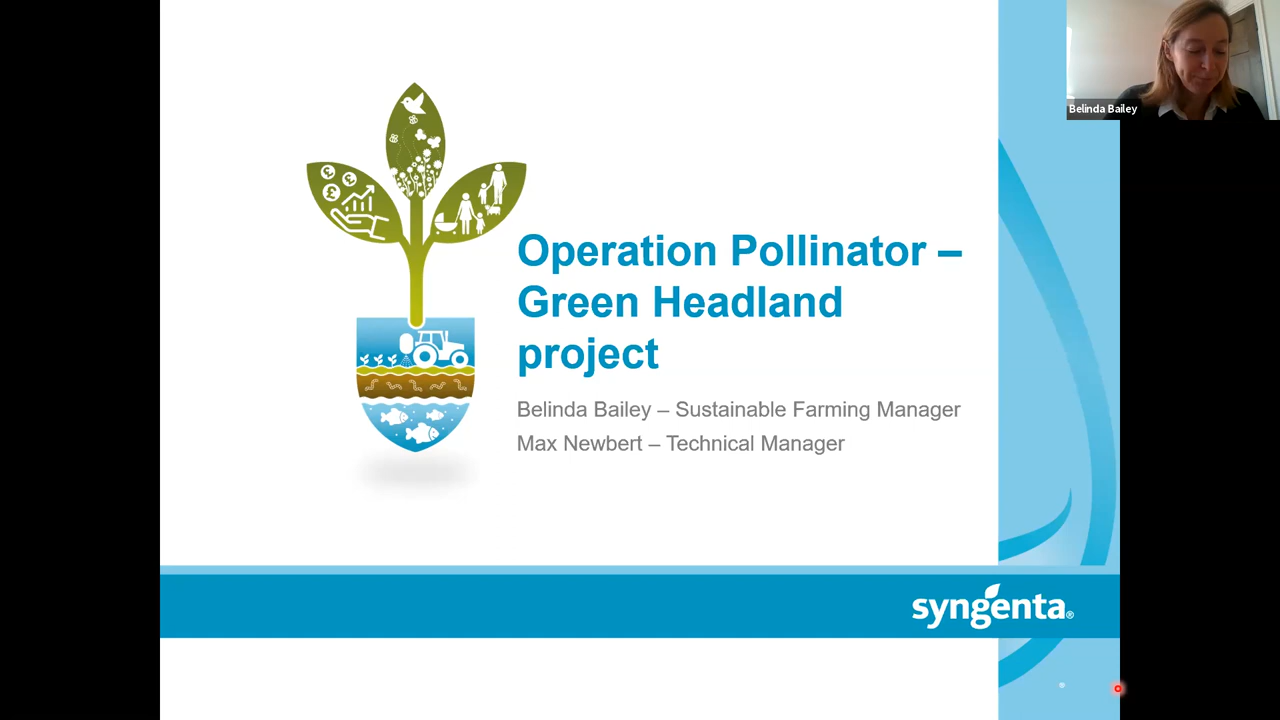 Belinda Bailey
£
£
£
Operation Pollinator –
Green Headland
project
Belinda Bailey – Sustainable Farming Manager
Max Newbert – Technical Manager
syngenta®